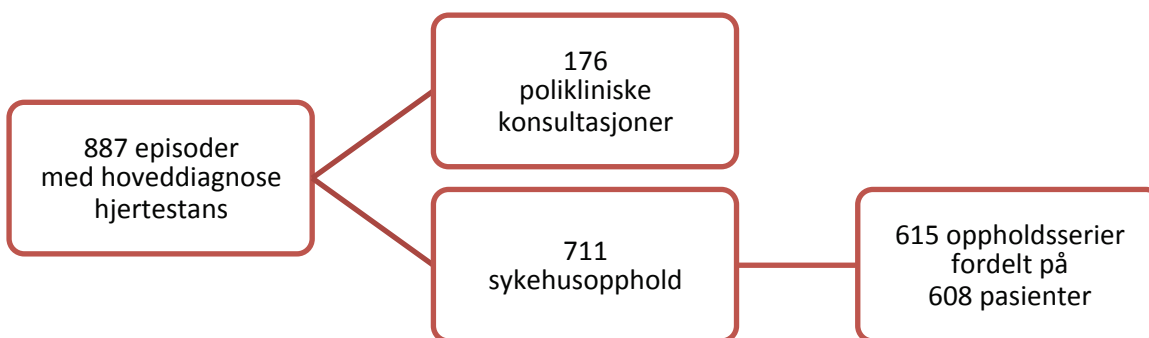 887 episoder
med hoveddiagnose
hjertestans
176
polikliniske
konsultasjoner
711
sykehusopphold
615 oppholdsserier
fordelt på
608 pasienter